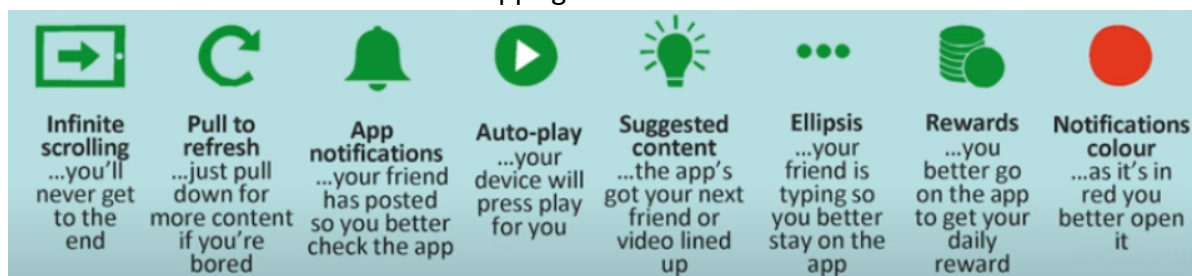 Infinite
scrolling
...you'll
never get
to the
end
Pull to
refresh
...just pull
down for
more content
if you're
bored
App
notifications
...your friend
has posted
so you better
check the app
Auto-play
...your
device will
press play
for you
Suggested
content
...the app's
got your next
friend or
video lined
up
Ellipsis
...your
friend is
typing so
you better
stay on the
app
Rewards
...you
better go
on the app
to get your
daily
reward
Notifications
colour
...as it's in
red you
better open
it